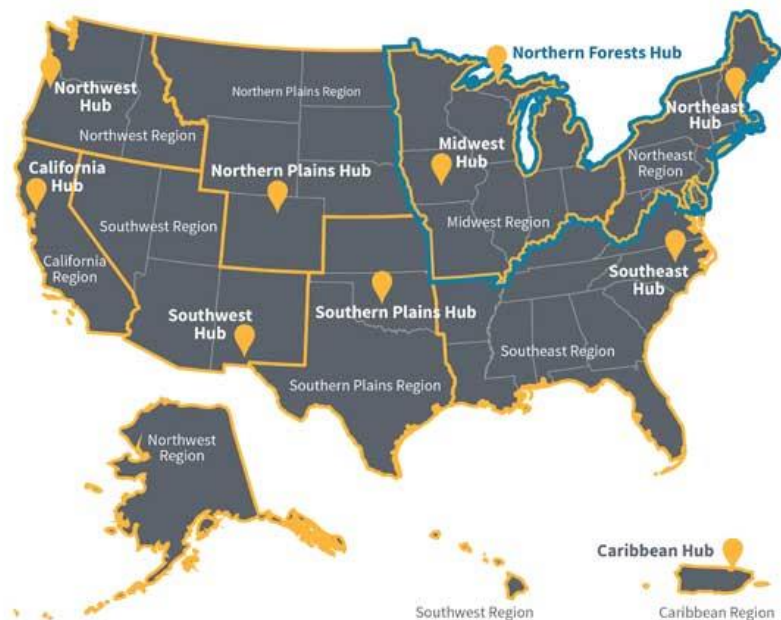 Northern Forests Hub
Northwest
Hub
Northern Plains Region
Northeast
Hub
Northwest Region
Midwest
Hub
Northeast
Region
California
Hub
Northern Plains Hub
Southwest Region
Midwest Region
California
Region
Southeast
Hub
Southwest
Hub
Southern Plains Hub
Southeast Region
Southern Plains Region
Northwest
Region
Caribbean Hub
Southwest Region
Caribbean Region